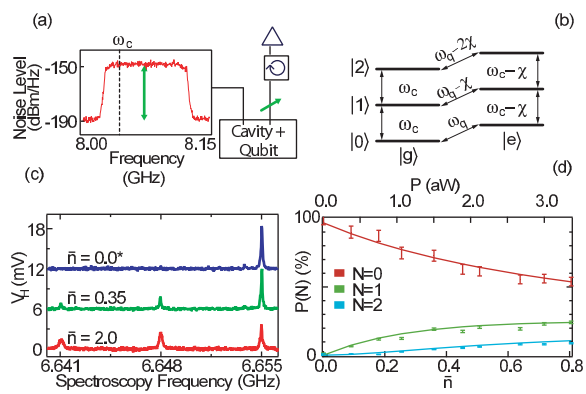 (a)
ω_c
-150
-190
Noise Level
(dBm/Hz)
8.00
8.15
Frequency
(GHz)
Cavity +
Qubit
(b)
|2⟩
|1⟩
|0⟩
ω_q-2χ
ω_q-χ
ω_q
ω_c
ω_c
ω_c-χ
ω_c-χ
|g⟩
|e⟩
(c)
18
12
6
0
V_H (mV)
n̄ = 0.0*
n̄ = 0.35
n̄ = 2.0
6.641
6.648
6.655
Spectroscopy Frequency (GHz)
(d)
P (aW)
0.0
1.0
2.0
3.0
100
50
0
P(N) (%)
N=0
N=1
N=2
0.0
0.2
0.4
0.6
0.8
n̄